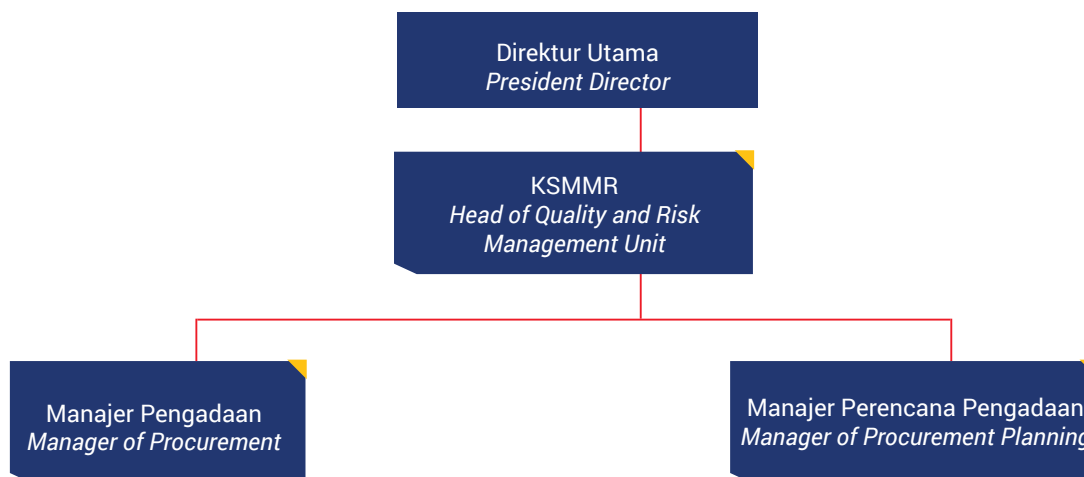 Direktur Utama
President Director
KSMMR
Head of Quality and Risk
Management Unit
Manajer Pengadaan
Manager of Procurement
Manajer Perencana Pengadaan
Manager of Procurement Planning